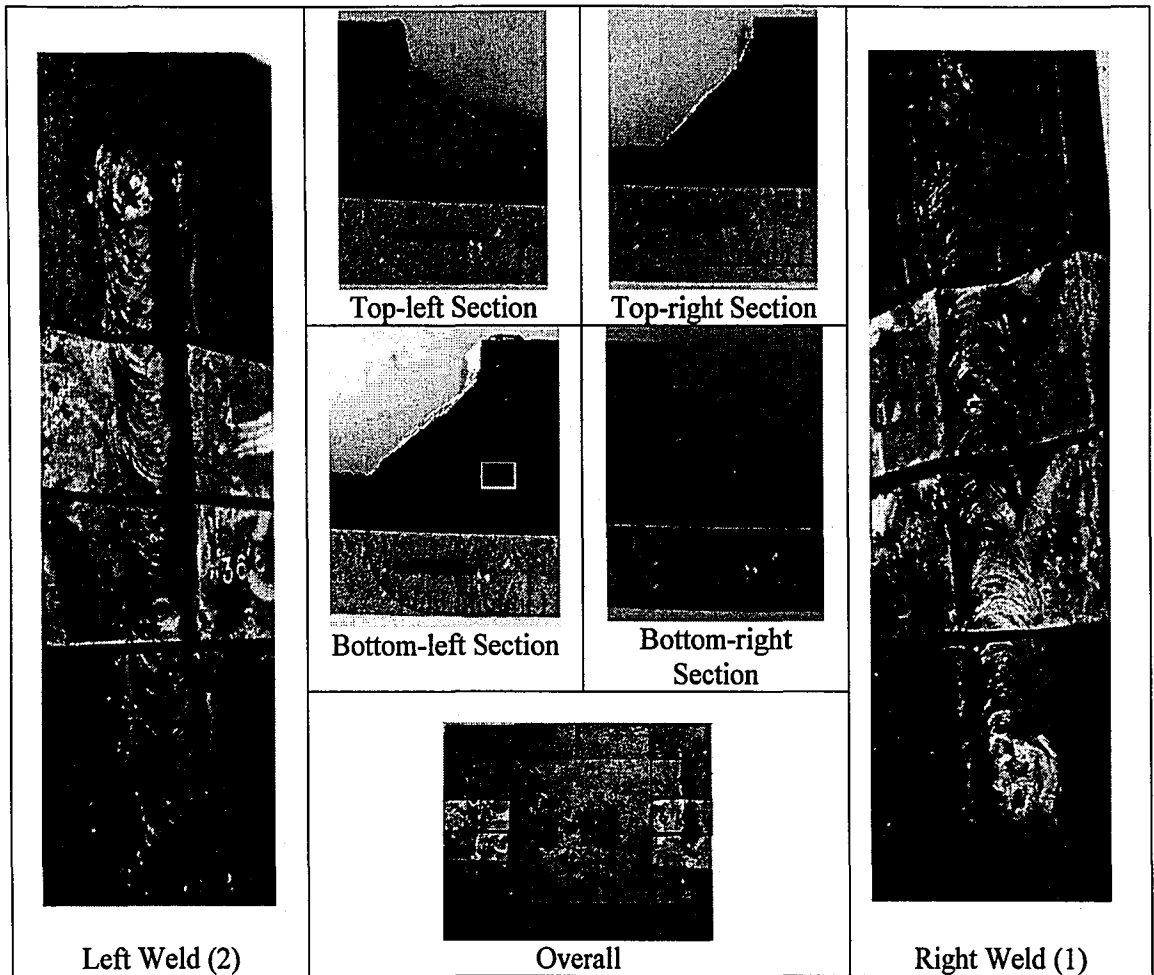 Top-left Section
Top-right Section
Bottom-left Section
Bottom-right
Section
Left Weld (2)
Overall
Right Weld (1)